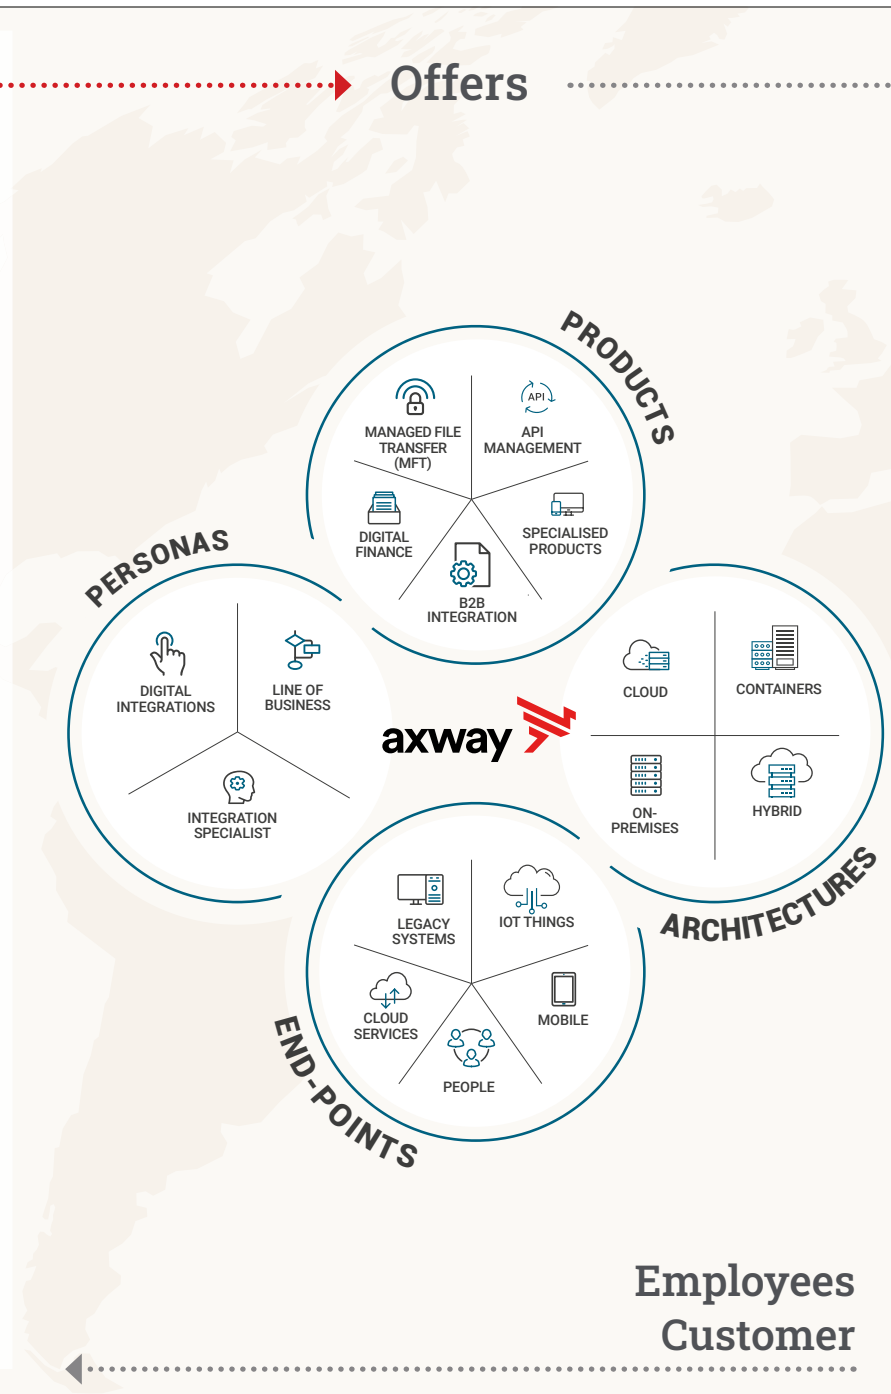 Offers
PRODUCTS
MANAGED FILE
TRANSFER
(MFT)
API
API
MANAGEMENT
DIGITAL
FINANCE
SPECIALISED
PRODUCTS
B2B
INTEGRATION
PERSONAS
DIGITAL
INTEGRATIONS
LINE OF
BUSINESS
INTEGRATION
SPECIALIST
axway
CLOUD
CONTAINERS
ON-
PREMISES
HYBRID
ARCHITECTURES
LEGACY
SYSTEMS
IOT THINGS
CLOUD
SERVICES
MOBILE
PEOPLE
END-POINTS
Employees
Customer